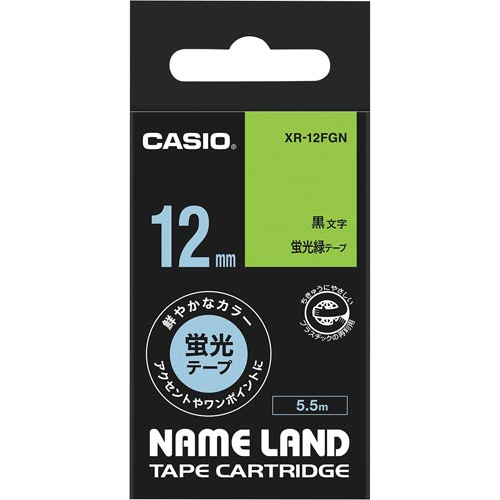 CASIO®
XR-12FGN
12mm
黒文字
蛍光緑テープ
ちきゅうにやさしい
e
プラスチックの再利用
鮮やかなカラー
蛍光
テープ
アクセントやワンポイントに
5.5m
NAME LAND
TAPE CARTRIDGE